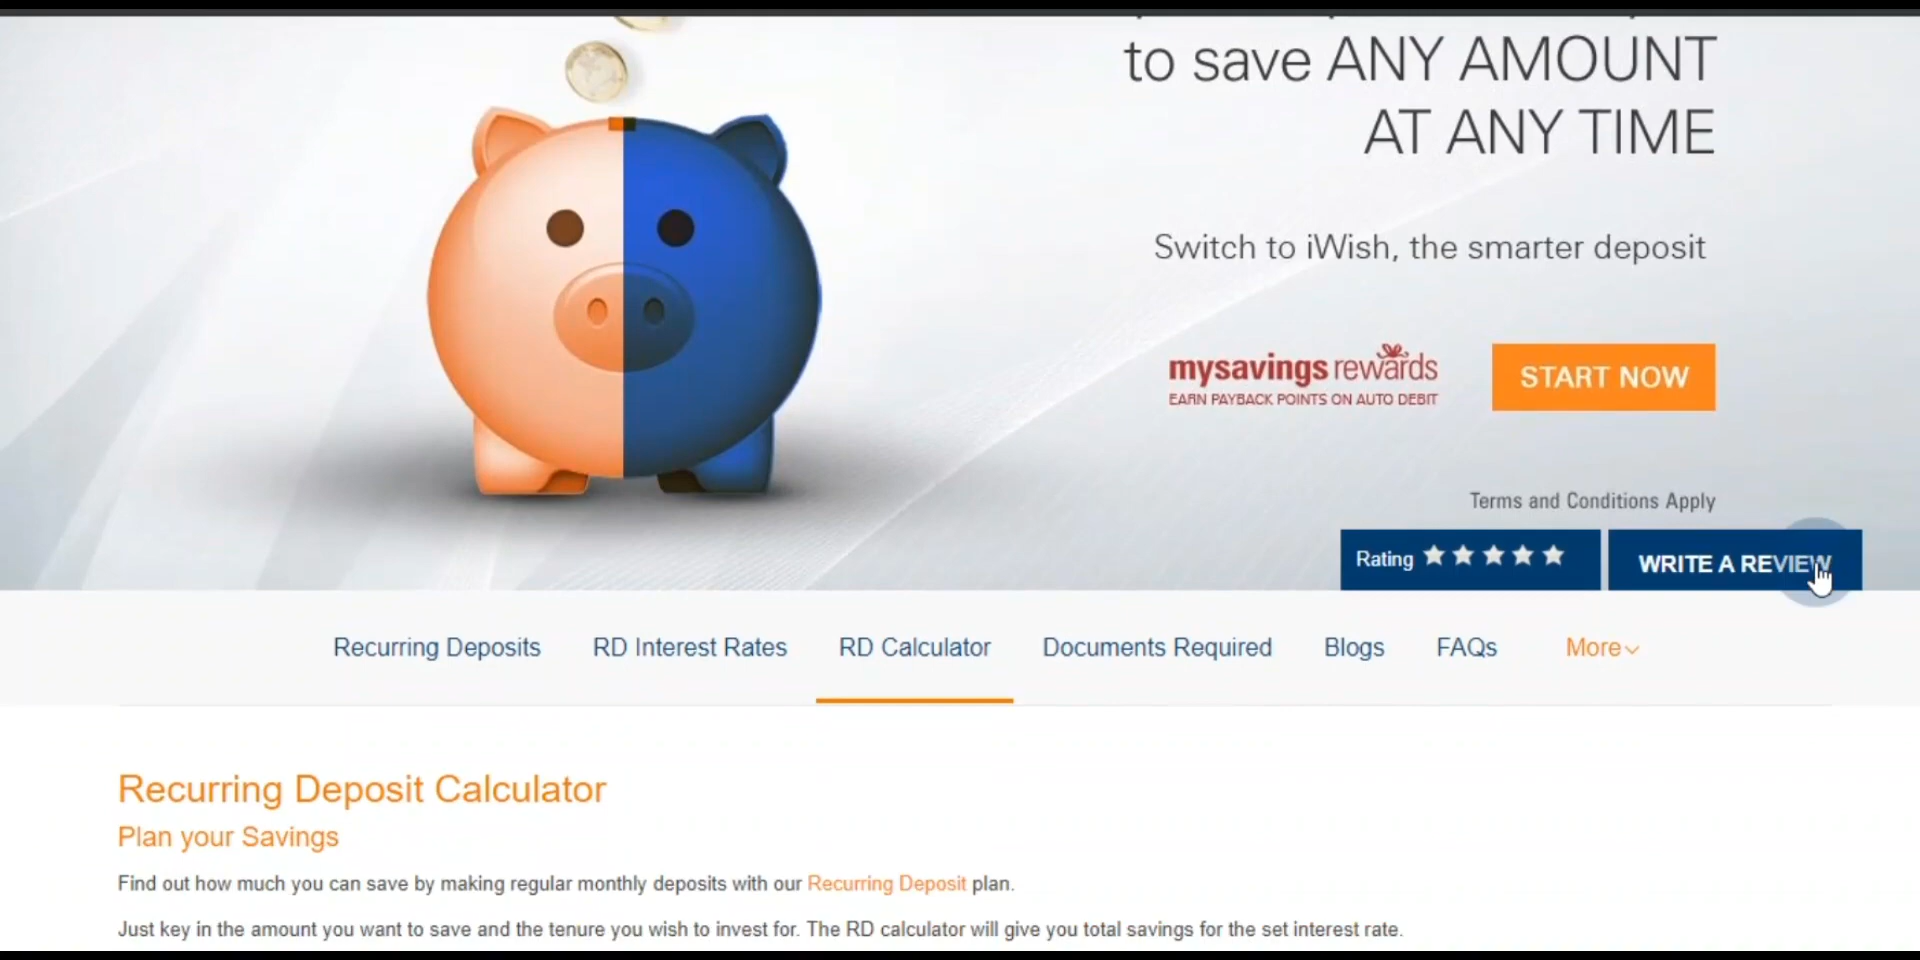 to save ANY AMOUNT
AT ANY TIME
Switch to iWish, the smarter deposit
mysavings rewards
EARN PAYBACK POINTS ON AUTO DEBIT
START NOW
Terms and Conditions Apply
Rating
WRITE A REVIEW
Recurring Deposits RD Interest Rates RD Calculator Documents Required Blogs FAQs More
Recurring Deposit Calculator
Plan your Savings
Find out how much you can save by making regular monthly deposits with our Recurring Deposit plan.
Just key in the amount you want to save and the tenure you wish to invest for. The RD calculator will give you total savings for the set interest rate.